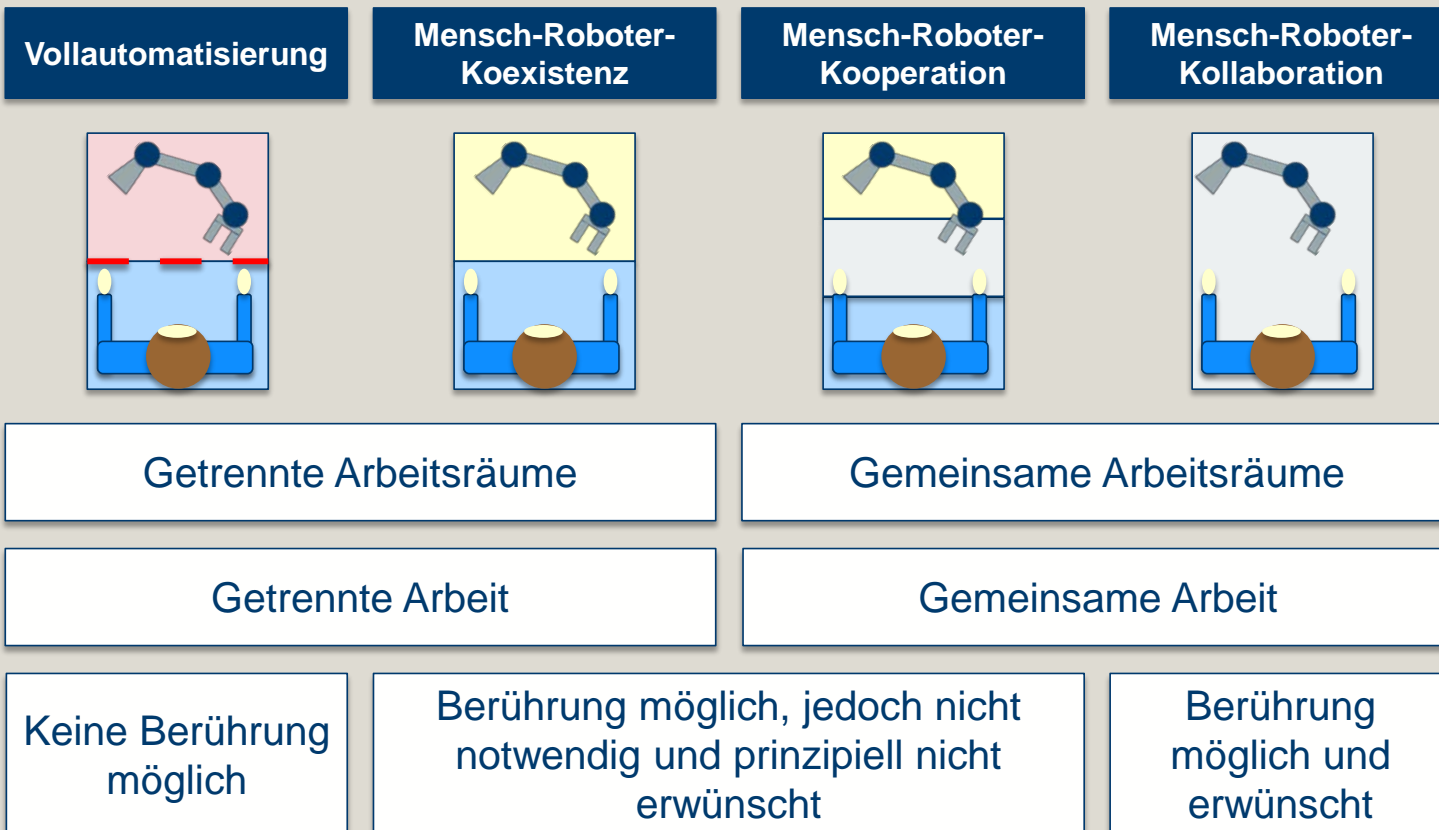 Vollautomatisierung
Mensch-Roboter-
Koexistenz
Mensch-Roboter-
Kooperation
Mensch-Roboter-
Kollaboration
Getrennte Arbeitsräume
Gemeinsame Arbeitsräume
Getrennte Arbeit
Gemeinsame Arbeit
Keine Berührung
möglich
Berührung möglich, jedoch nicht
notwendig und prinzipiell nicht
erwünscht
Berührung
möglich und
erwünscht